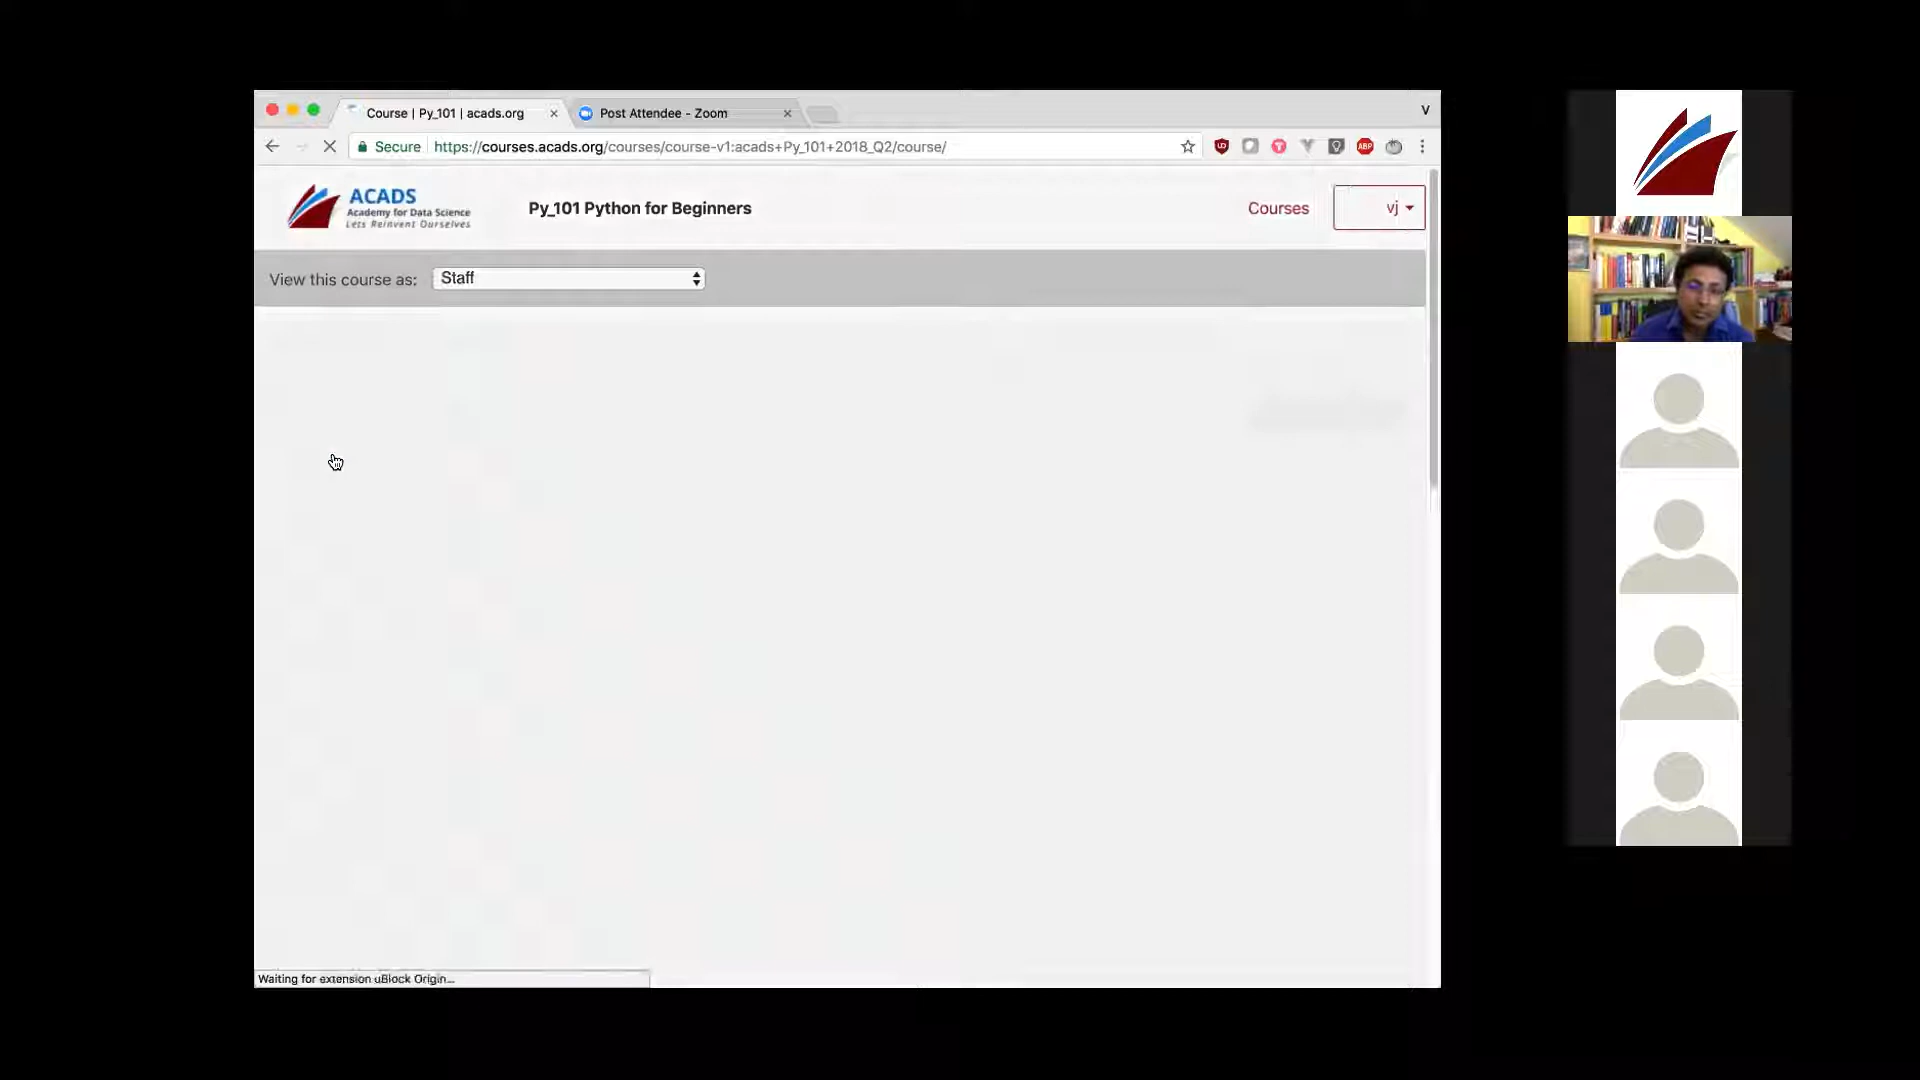 Course | Py_101 | acads.org
Post Attendee - Zoom
V
Secure
https://courses.acads.org/courses/course-v1:acads+Py_101+2018_Q2/course/
ABP
ACADS
Academy for Data Science
Lets Reinvent Ourselves
Py_101 Python for Beginners
Courses
vj
View this course as:
Staff
Waiting for extension uBlock Origin...